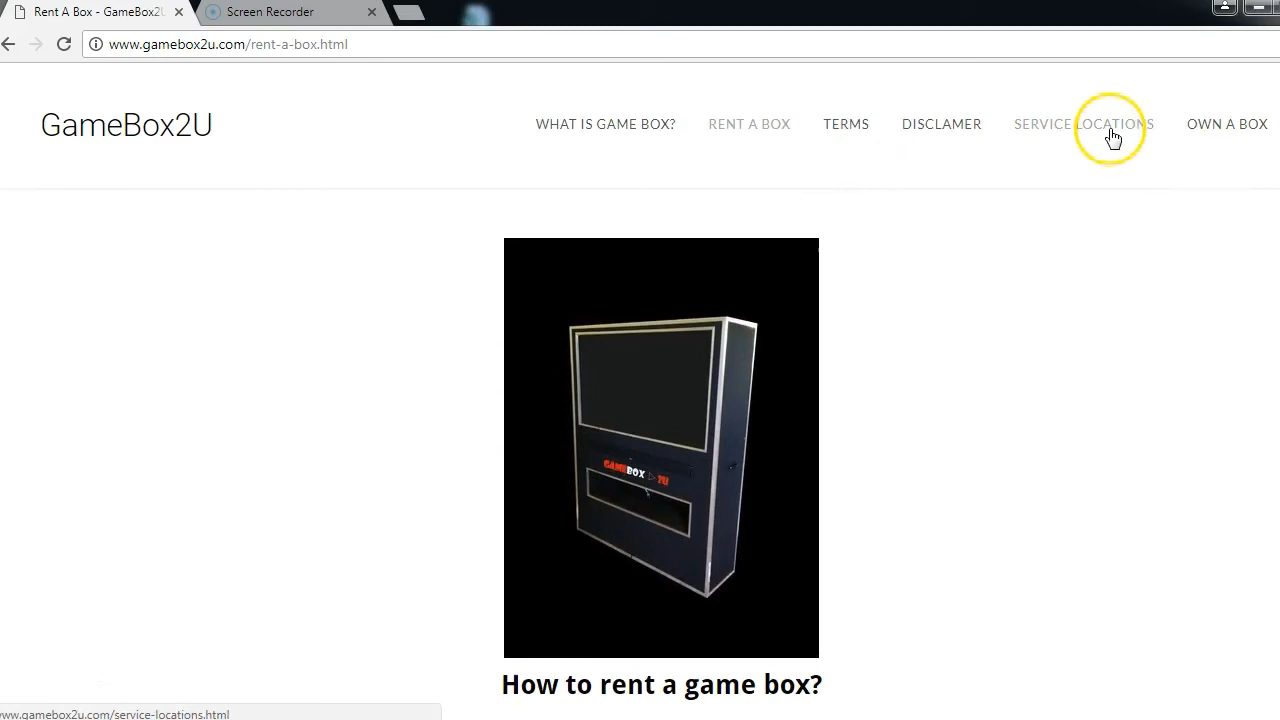 Rent A Box - GameBox2U
Screen Recorder
www.gamebox2u.com/rent-a-box.html
GameBox2U
WHAT IS GAME BOX?
RENT A BOX
TERMS
DISCLAMER
SERVICE LOCATIONS
OWN A BOX
GAMEBOX 2U
How to rent a game box?
www.gamebox2u.com/service-locations.html